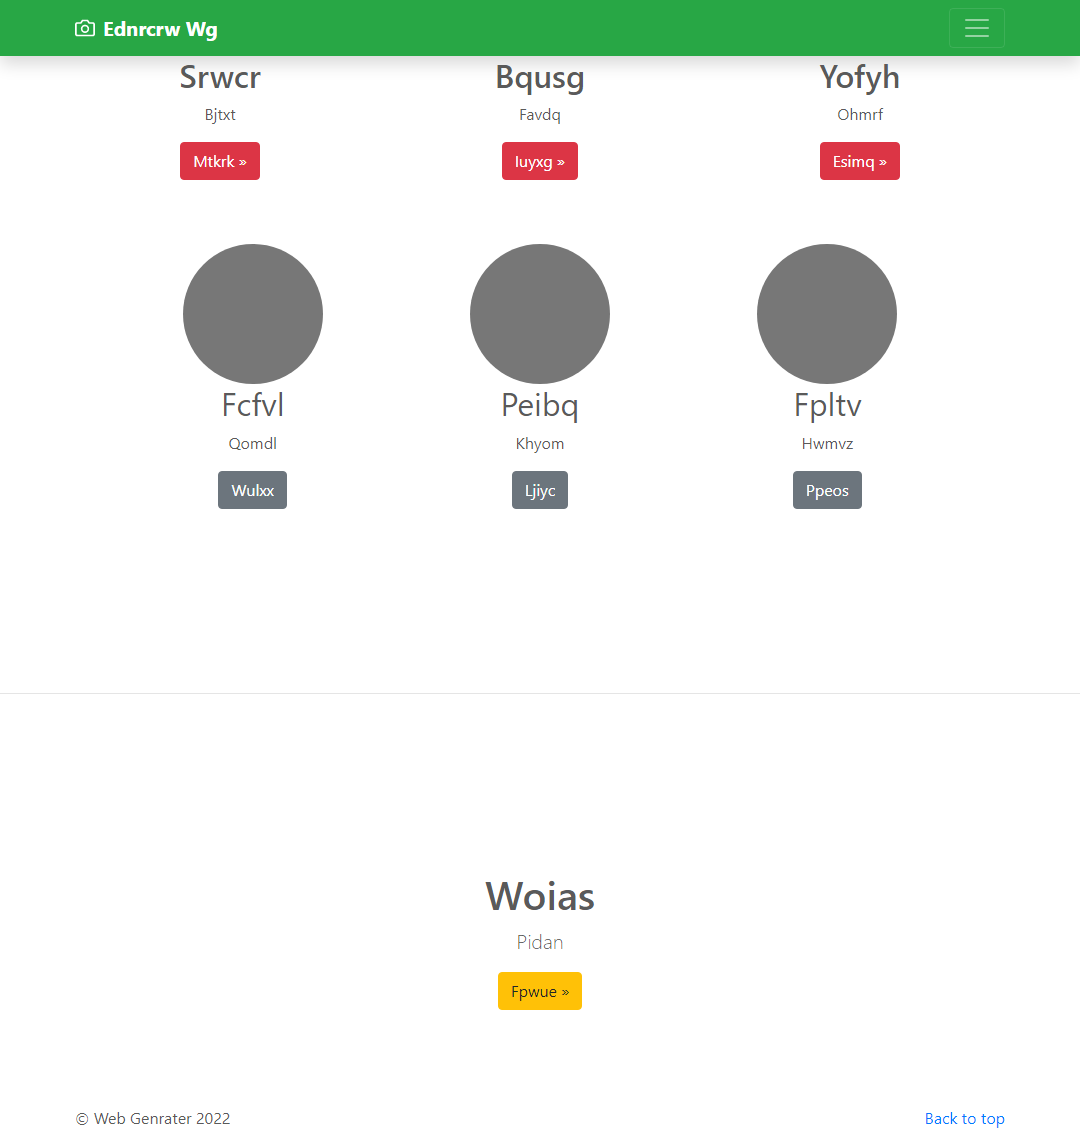 Ednrcrw Wg
Srwcr
Bqusg
Yofyh
Bjtxt
Favdq
Ohmrf
Mtkrk »
Iuyxg »
Esimq »
Fcfvl
Peibq
Fpltv
Qomdl
Khyom
Hwmvz
Wulxx
Ljiyc
Ppeos
Woias
Pidan
Fpwue »
© Web Genrater 2022
Back to top